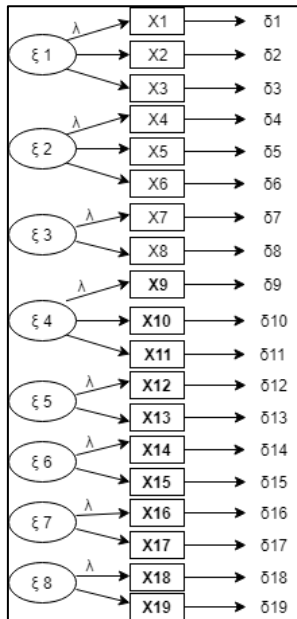 λ X1 δ1
ξ 1 X2 δ2
X3 δ3
λ X4 δ4
ξ 2 X5 δ5
X6 δ6
λ X7 δ7
ξ 3 X8 δ8
λ X9 δ9
ξ 4 X10 δ10
X11 δ11
λ X12 δ12
ξ 5 X13 δ13
λ X14 δ14
ξ 6 X15 δ15
λ X16 δ16
ξ 7 X17 δ17
λ X18 δ18
ξ 8 X19 δ19